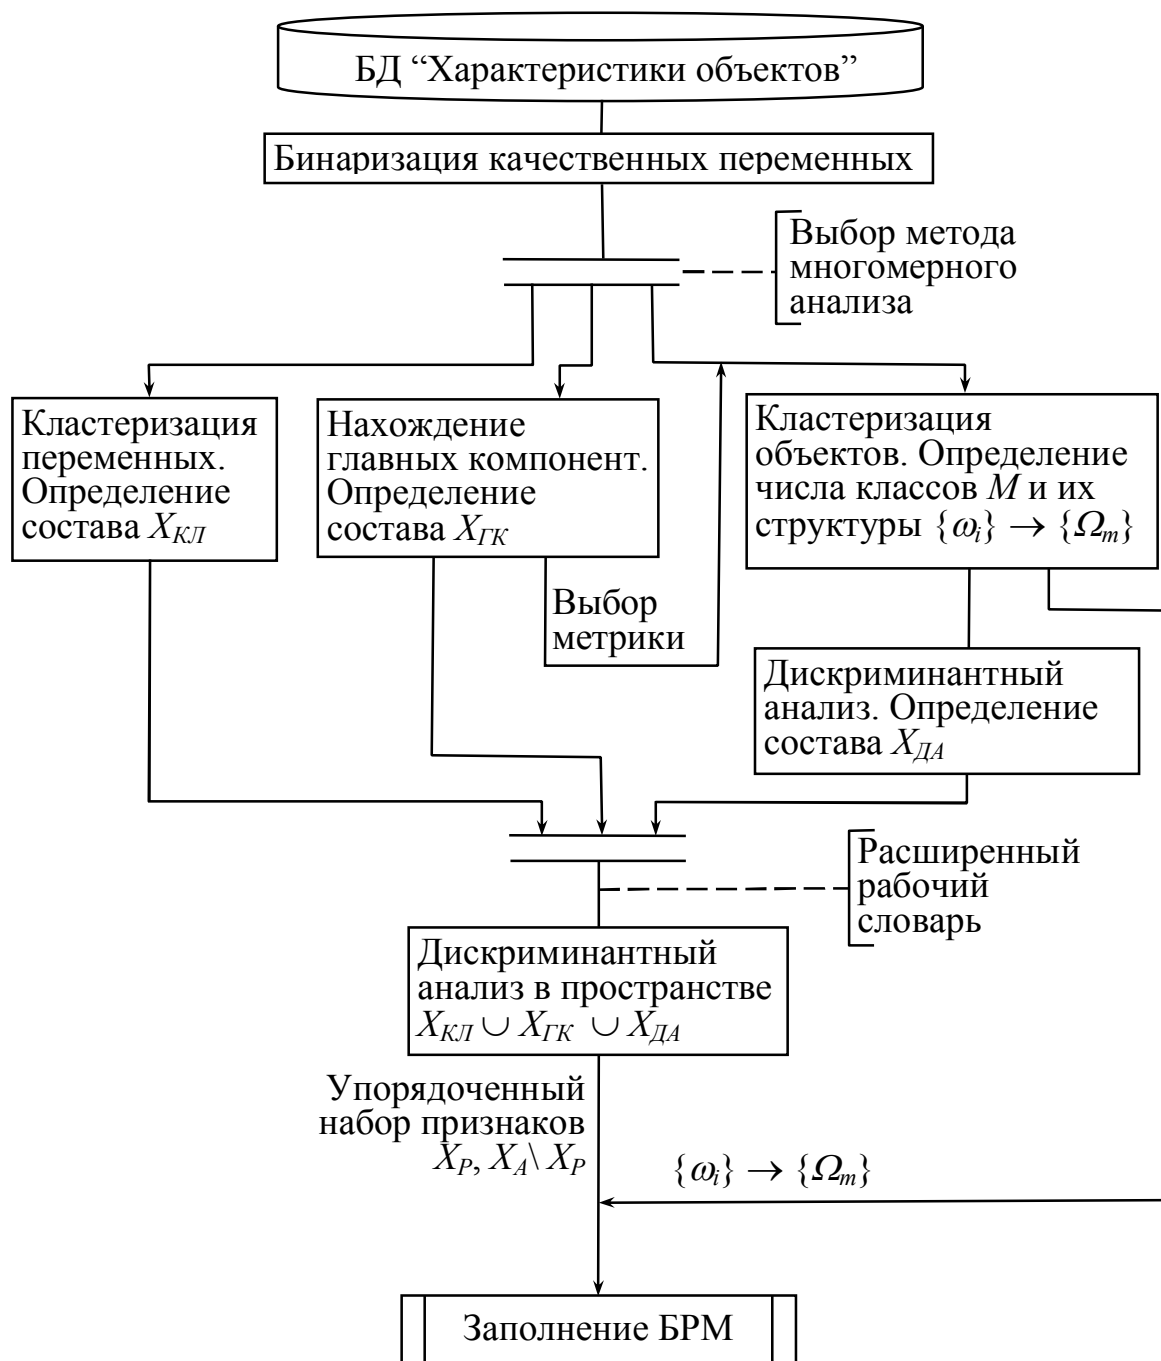 БД “Характеристики объектов”
Бинаризация качественных переменных
Выбор метода
многомерного
анализа
Кластеризация
переменных.
Определение
состава X_КЛ
Нахождение
главных компонент.
Определение
состава X_ГК
Кластеризация
объектов. Определение
числа классов M и их
структуры {ω_i} → {Ω_m}
Выбор
метрики
Дискриминантный
анализ. Определение
состава X_ДА
Расширенный
рабочий
словарь
Дискриминантный
анализ в пространстве
X_КЛ ∪ X_ГК ∪ X_ДА
Упорядоченный
набор признаков
X_P, X_A\ X_P
{ω_i} → {Ω_m}
Заполнение БРМ